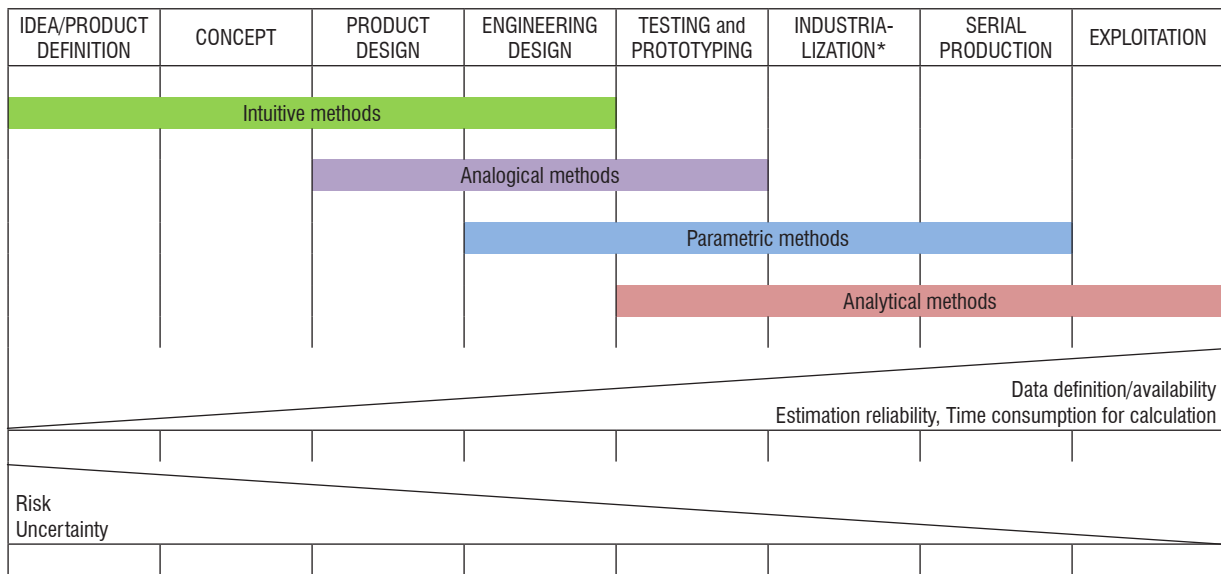 IDEA/PRODUCT
DEFINITION
CONCEPT
PRODUCT
DESIGN
ENGINEERING
DESIGN
TESTING and
PROTOTYPING
INDUSTRIA-
LIZATION*
SERIAL
PRODUCTION
EXPLOITATION
Intuitive methods
Analogical methods
Parametric methods
Analytical methods
Data definition/availability
Estimation reliability, Time consumption for calculation
Risk
Uncertainty